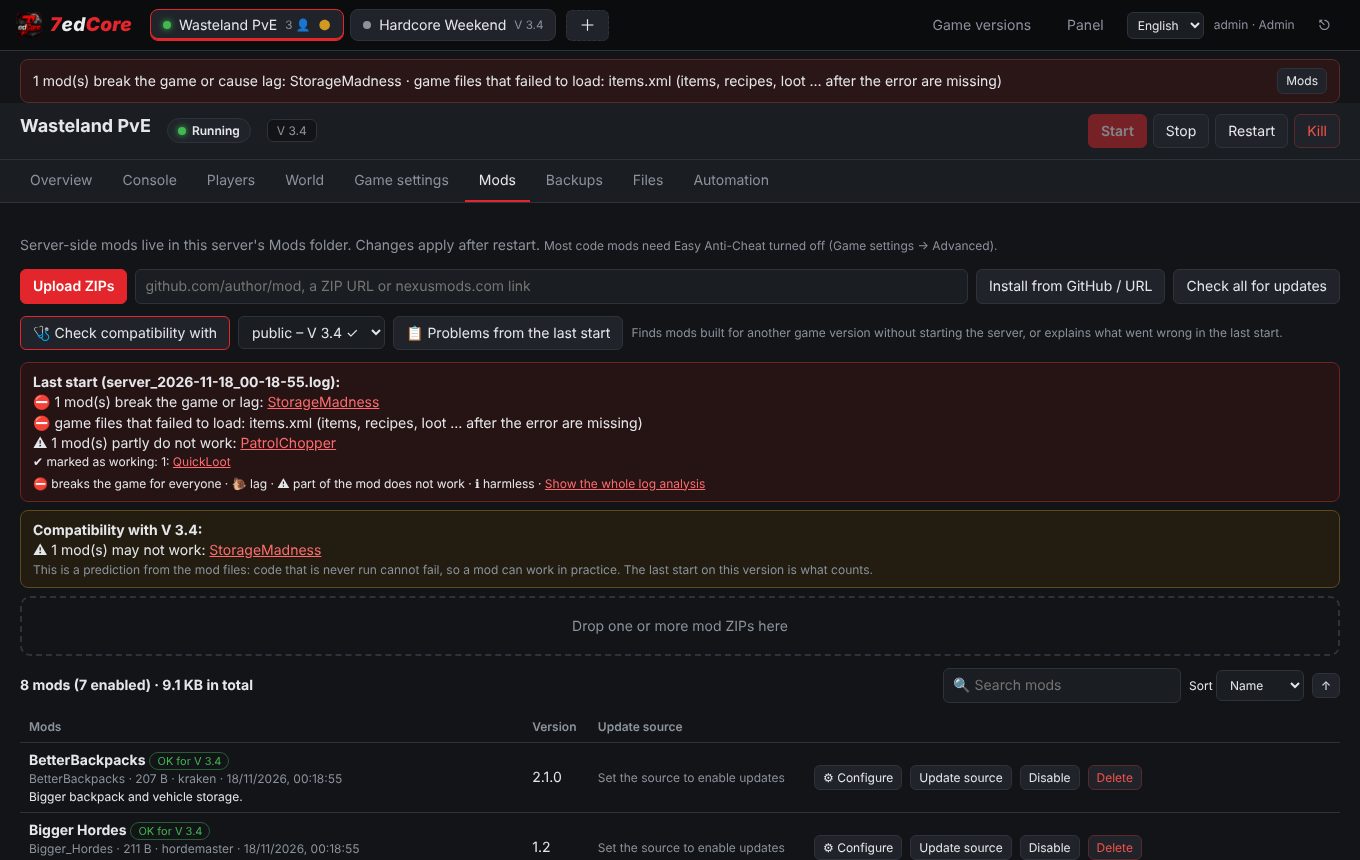 7edCore
Wasteland PvE 3
Hardcore Weekend V 3.4
+
Game versions
Panel
English
admin · Admin
1 mod(s) break the game or cause lag: StorageMadness · game files that failed to load: items.xml (items, recipes, loot … after the error are missing)
Mods
Wasteland PvE
Running
V 3.4
Start
Stop
Restart
Kill
Overview
Console
Players
World
Game settings
Mods
Backups
Files
Automation
Server-side mods live in this server's Mods folder. Changes apply after restart. Most code mods need Easy Anti-Cheat turned off (Game settings → Advanced).
Upload ZIPs
github.com/author/mod, a ZIP URL or nexusmods.com link
Install from GitHub / URL
Check all for updates
🩺 Check compatibility with
public – V 3.4 ✓
📋 Problems from the last start
Finds mods built for another game version without starting the server, or explains what went wrong in the last start.
Last start (server_2026-11-18_00-18-55.log):
⛔ 1 mod(s) break the game or lag: StorageMadness
⛔ game files that failed to load: items.xml (items, recipes, loot … after the error are missing)
⚠ 1 mod(s) partly do not work: PatrolChopper
✔ marked as working: 1: QuickLoot
⛔ breaks the game for everyone · 🐌 lag · ⚠ part of the mod does not work · ℹ harmless · Show the whole log analysis
Compatibility with V 3.4:
⚠ 1 mod(s) may not work: StorageMadness
This is a prediction from the mod files: code that is never run cannot fail, so a mod can work in practice. The last start on this version is what counts.
Drop one or more mod ZIPs here
8 mods (7 enabled) · 9.1 KB in total
🔍 Search mods
Sort
Name
↑
Mods
Version
Update source
BetterBackpacks OK for V 3.4
BetterBackpacks · 207 B · kraken · 18/11/2026, 00:18:55
Bigger backpack and vehicle storage.
2.1.0
Set the source to enable updates
⚙ Configure
Update source
Disable
Delete
Bigger Hordes OK for V 3.4
Bigger_Hordes · 211 B · hordemaster · 18/11/2026, 00:18:55
1.2
Set the source to enable updates
⚙ Configure
Update source
Disable
Delete